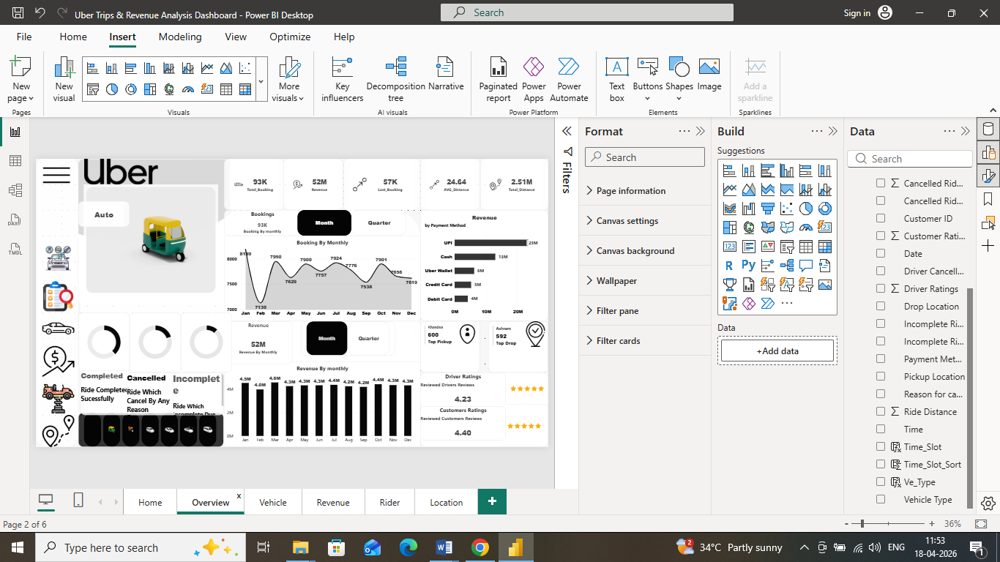 Uber Trips & Revenue Analysis Dashboard - Power BI Desktop
Search
Sign in
File Home Insert Modeling View Optimize Help
New page
New visual
More visuals
Key influencers
Decomposition tree
Narrative
Paginated report
Power Apps
Power Automate
Text box
Buttons
Shapes
Image
Add a sparkline
Pages
Visuals
AI visuals
Power Platform
Elements
Sparklines
Uber
Auto
93K
Total_Booking
52M
Revenue
57K
Lost_Booking
24.64
AVG_Distance
2.51M
Total_Distance
Bookings
93K
Booking By monthly
Month
Quarter
Booking By Monthly
8000
7500
7000
8189
7130
7950
7629
7900
7757
7924
7776
7538
7901
7656
7619
Jan Feb Mar Apr May Jun Jul Aug Sep Oct Nov Dec
Revenue
by Payment Method
UPI 23M
Cash 13M
Uber Wallet 6M
Credit Card 5M
Debit Card 4M
0M 10M 20M
Completed
Ride Completed
Sucessfully
Cancelled
Ride Which
Cancel By Any
Reason
Incomplet
e
Ride Which
Incomplete Due
Revenue
52M
Revenue By Monthly
Month
Quarter
Revenue By monthly
4M
2M
0M
4.5M 4.0M 4.6M 4.3M 4.3M 4.3M 4.4M 4.2M 4.2M 4.4M 4.3M 4.3M
Jan Feb Mar Apr May Jun Jul Aug Sep Oct Nov Dec
Khandsa
600
Top Pickup
Ashram
592
Top Drop
Driver Ratings
Reviewed Drivers Reviews
4.23
Customers Ratings
Reviewed Customers Reviews
4.40
Filters
Format
Search
Page information
Canvas settings
Canvas background
Wallpaper
Filter pane
Filter cards
Build
Suggestions
Data
+Add data
Data
Search
Cancelled Rid...
Cancelled Rid...
Customer ID
Customer Rati...
Date
Driver Cancell...
Driver Ratings
Drop Location
Incomplete Ri...
Incomplete Ri...
Payment Met...
Pickup Location
Reason for ca...
Ride Distance
Time
Time_Slot
Time_Slot_Sort
Ve_Type
Vehicle Type
DAX
TMDL
Home Overview x Vehicle Revenue Rider Location +
Page 2 of 6
- + 36%
Type here to search
34°C Partly sunny
ENG
11:53
18-04-2026